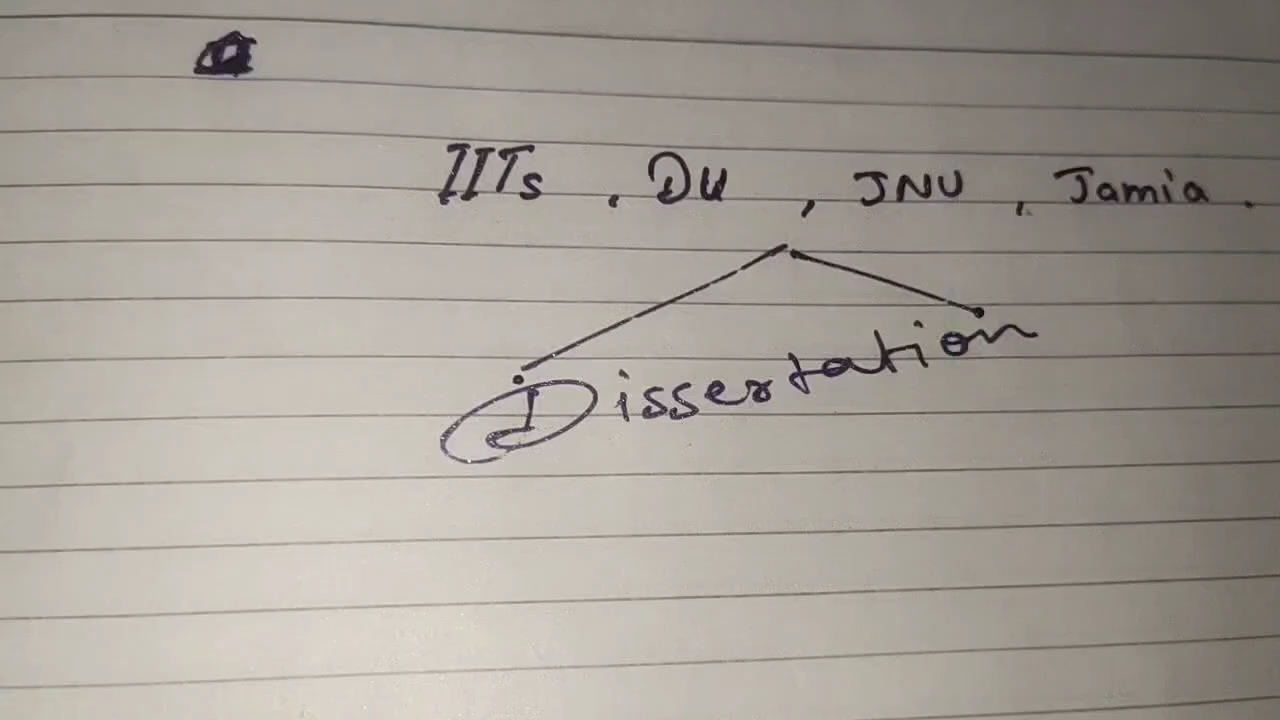 IITs, DU, JNU, Jamia.
Dissertation